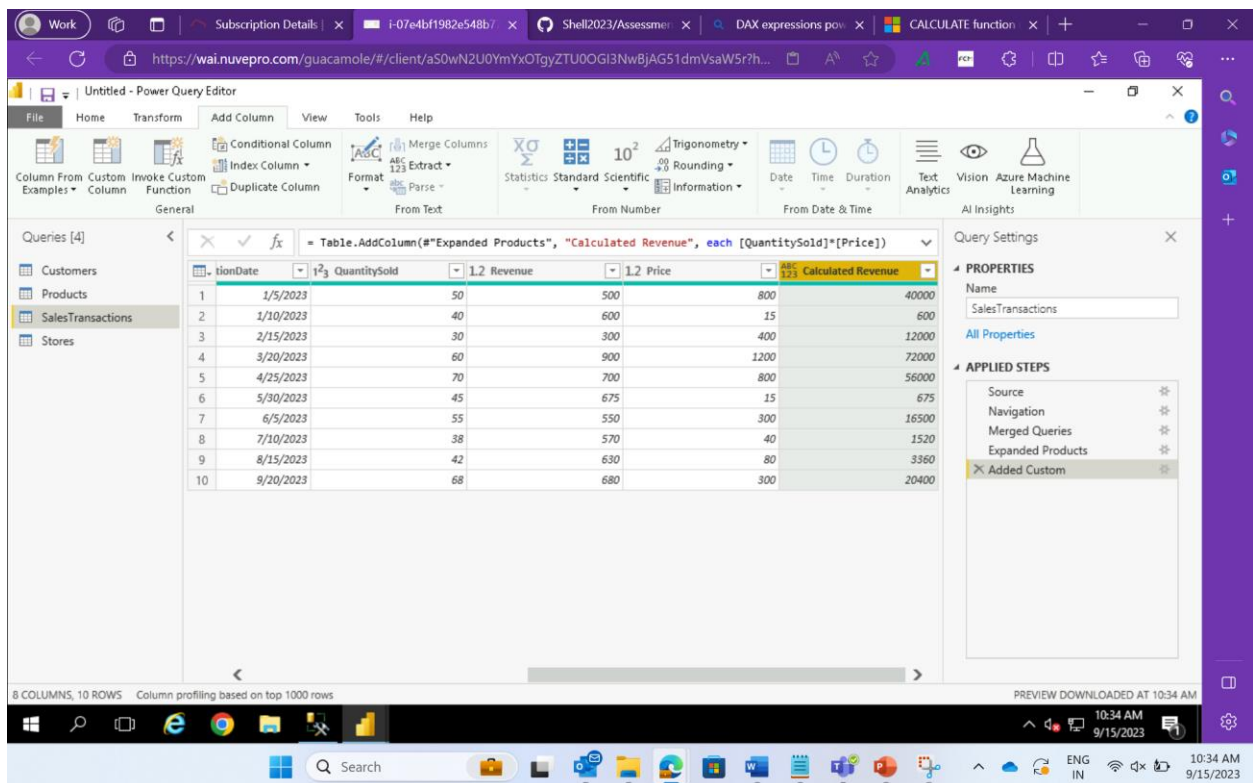 Work
Subscription Details |
i-07e4bf1982e548b7
Shell2023/Assessmen
DAX expressions pow
CALCULATE function
https://wai.nuvepro.com/guacamole/#/client/aS0wN2U0YmYxOTgyZTU0OGI3NwBjAG51dmVsaW5r?h...
Untitled - Power Query Editor
File Home Transform Add Column View Tools Help
Column From Examples
Custom Column
Invoke Custom Function
Conditional Column
Index Column
Duplicate Column
General
Format
Merge Columns
Extract
Parse
From Text
Statistics
Standard
Scientific
Trigonometry
Rounding
Information
From Number
Date
Time
Duration
From Date & Time
Text Analytics
Vision
Azure Machine Learning
AI Insights
Queries [4]
Customers
Products
SalesTransactions
Stores
= Table.AddColumn(#"Expanded Products", "Calculated Revenue", each [QuantitySold]*[Price])
tionDate 1²3 QuantitySold 1.2 Revenue 1.2 Price ABC 123 Calculated Revenue
1 1/5/2023 50 500 800 40000
2 1/10/2023 40 600 15 600
3 2/15/2023 30 300 400 12000
4 3/20/2023 60 900 1200 72000
5 4/25/2023 70 700 800 56000
6 5/30/2023 45 675 15 675
7 6/5/2023 55 550 300 16500
8 7/10/2023 38 570 40 1520
9 8/15/2023 42 630 80 3360
10 9/20/2023 68 680 300 20400
Query Settings
PROPERTIES
Name
SalesTransactions
All Properties
APPLIED STEPS
Source
Navigation
Merged Queries
Expanded Products
Added Custom
8 COLUMNS, 10 ROWS Column profiling based on top 1000 rows
PREVIEW DOWNLOADED AT 10:34 AM
10:34 AM
9/15/2023
Search
ENG
IN
10:34 AM
9/15/2023